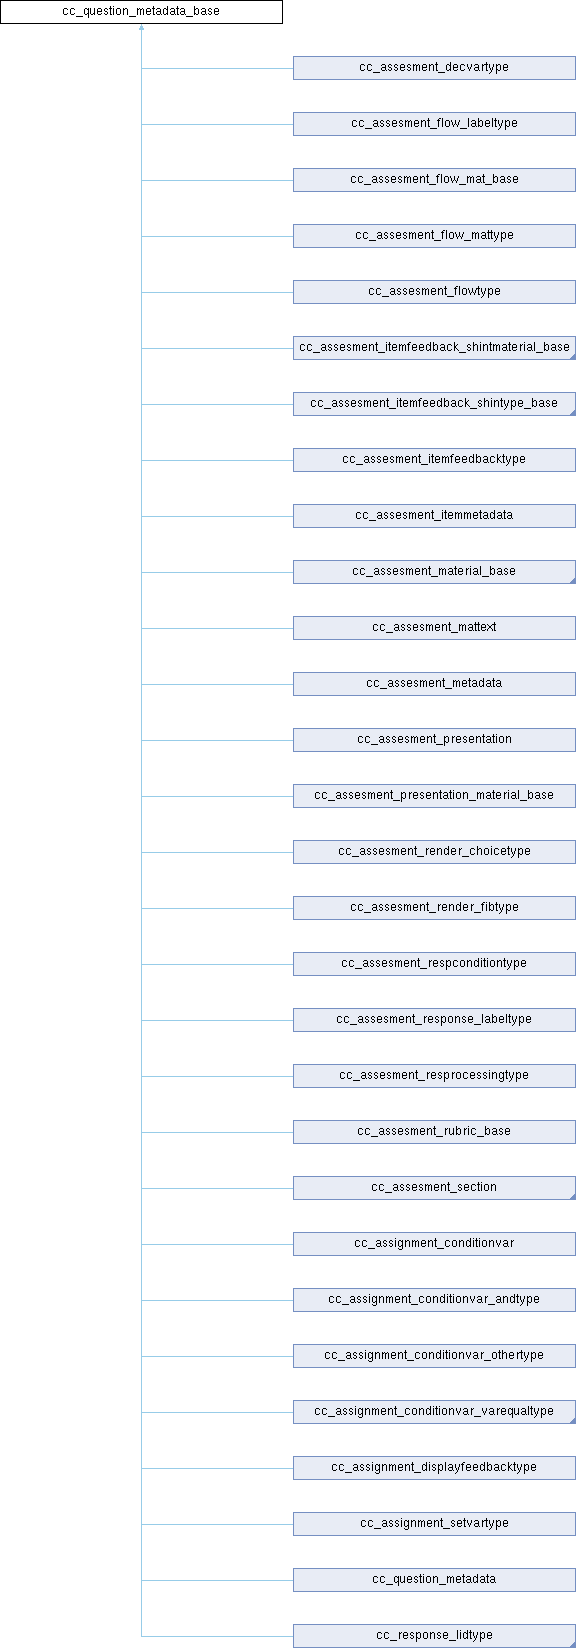 cc_question_metadata_base
cc_assesment_decvartype
cc_assesment_flow_labeltype
cc_assesment_flow_mat_base
cc_assesment_flow_mattype
cc_assesment_flowtype
cc_assesment_itemfeedback_shintmaterial_base
cc_assesment_itemfeedback_shintype_base
cc_assesment_itemfeedbacktype
cc_assesment_itemmetadata
cc_assesment_material_base
cc_assesment_mattext
cc_assesment_metadata
cc_assesment_presentation
cc_assesment_presentation_material_base
cc_assesment_render_choicetype
cc_assesment_render_fibtype
cc_assesment_respconditiontype
cc_assesment_response_labeltype
cc_assesment_resprocessingtype
cc_assesment_rubric_base
cc_assesment_section
cc_assignment_conditionvar
cc_assignment_conditionvar_andtype
cc_assignment_conditionvar_othertype
cc_assignment_conditionvar_varequaltype
cc_assignment_displayfeedbacktype
cc_assignment_setvartype
cc_question_metadata
cc_response_lidtype